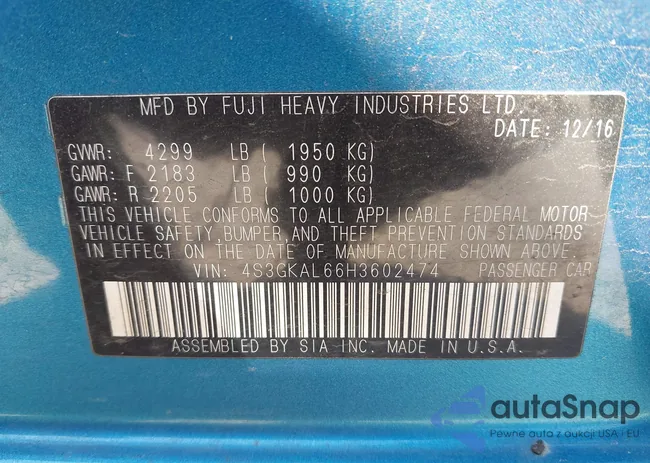 MFD BY FUJI HEAVY INDUSTRIES LTD.
DATE: 12/16
GVWR: 4299 LB ( 1950 KG)
GAWR: F 2183 LB ( 990 KG)
GAWR: R 2205 LB ( 1000 KG)
THIS VEHICLE CONFORMS TO ALL APPLICABLE FEDERAL MOTOR
VEHICLE SAFETY,BUMPER,AND THEFT PREVENTION STANDARDS
IN EFFECT ON THE DATE OF MANUFACTURE SHOWN ABOVE.
VIN: 4S3GKAL66H3602474 PASSENGER CAR
ASSEMBLED BY SIA INC. MADE IN U.S.A.
autaSnap
Pewne auta z aukcji USA i EU